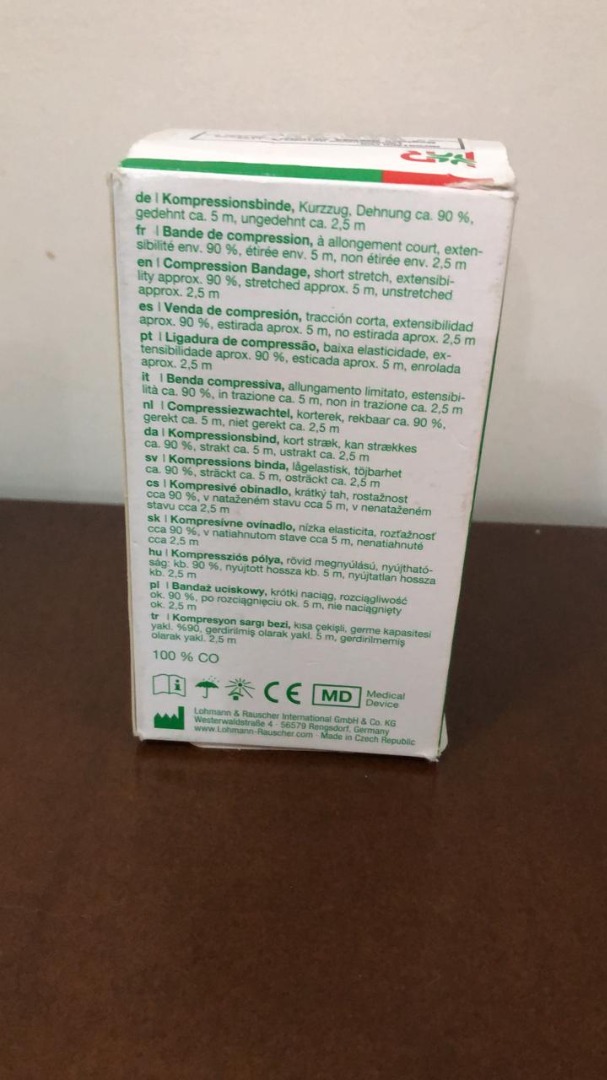 de | Kompressionsbinde, Kurzzug, Dehnung ca. 90 %,
gedehnt ca. 5 m, ungedehnt ca. 2,5 m
fr | Bande de compression, à allongement court, exten-
sibilité env. 90 %, étirée env. 5 m, non étirée env. 2,5 m
en | Compression Bandage, short stretch, extensibi-
lity approx. 90 %, stretched approx. 5 m, unstretched
approx. 2,5 m
es | Venda de compresión, tracción corta, extensibilidad
aprox. 90 %, estirada aprox. 5 m, no estirada aprox. 2,5 m
pt | Ligadura de compressão, baixa elasticidade, ex-
tensibilidade aprox. 90 %, esticada aprox. 5 m, enrolada
aprox. 2,5 m
it | Benda compressiva, allungamento limitato, estensibi-
lità ca. 90 %, in trazione ca. 5 m, non in trazione ca. 2,5 m
nl | Compressiezwachtel, korterek, rekbaar ca. 90 %,
gerekt ca. 5 m, niet gerekt ca. 2,5 m
da | Kompressionsbind, kort stræk, kan strækkes
ca. 90 %, strakt ca. 5 m, ustrakt ca. 2,5 m
sv | Kompressions binda, lågelastisk, töjbarhet
ca. 90 %, sträckt ca. 5 m, osträckt ca. 2,5 m
cs | Kompresivé obinadlo, krátký tah, rostažnost
cca 90 %, v nataženém stavu cca 5 m, v nenataženém
stavu cca 2,5 m
sk | Kompresívne ovínadlo, nízka elasticita, rozťažnosť
cca 90 %, v natiahnutom stave cca 5 m, nenatiahnuté
cca 2,5 m
hu | Kompressziós pólya, rövid megnyúlású, nyújtható-
ság: kb. 90 %, nyújtott hossza kb. 5 m, nyújtatlan hossza
kb. 2,5 m
pl | Bandaż uciskowy, krótki naciąg, rozciągliwość
ok. 90 %, po rozciągnięciu ok. 5 m, nie naciągnięty
ok. 2,5 m
tr | Kompresyon sargı bezi, kısa çekişli, germe kapasitesi
yakl. %90, gerdirilmiş olarak yakl. 5 m, gerdirilmemiş
olarak yakl. 2,5 m
100 % CO
CE MD Medical
Device
Lohmann & Rauscher International GmbH & Co. KG
Westerwaldstraße 4 · 56579 Rengsdorf, Germany
www.Lohmann-Rauscher.com · Made in Czech Republic